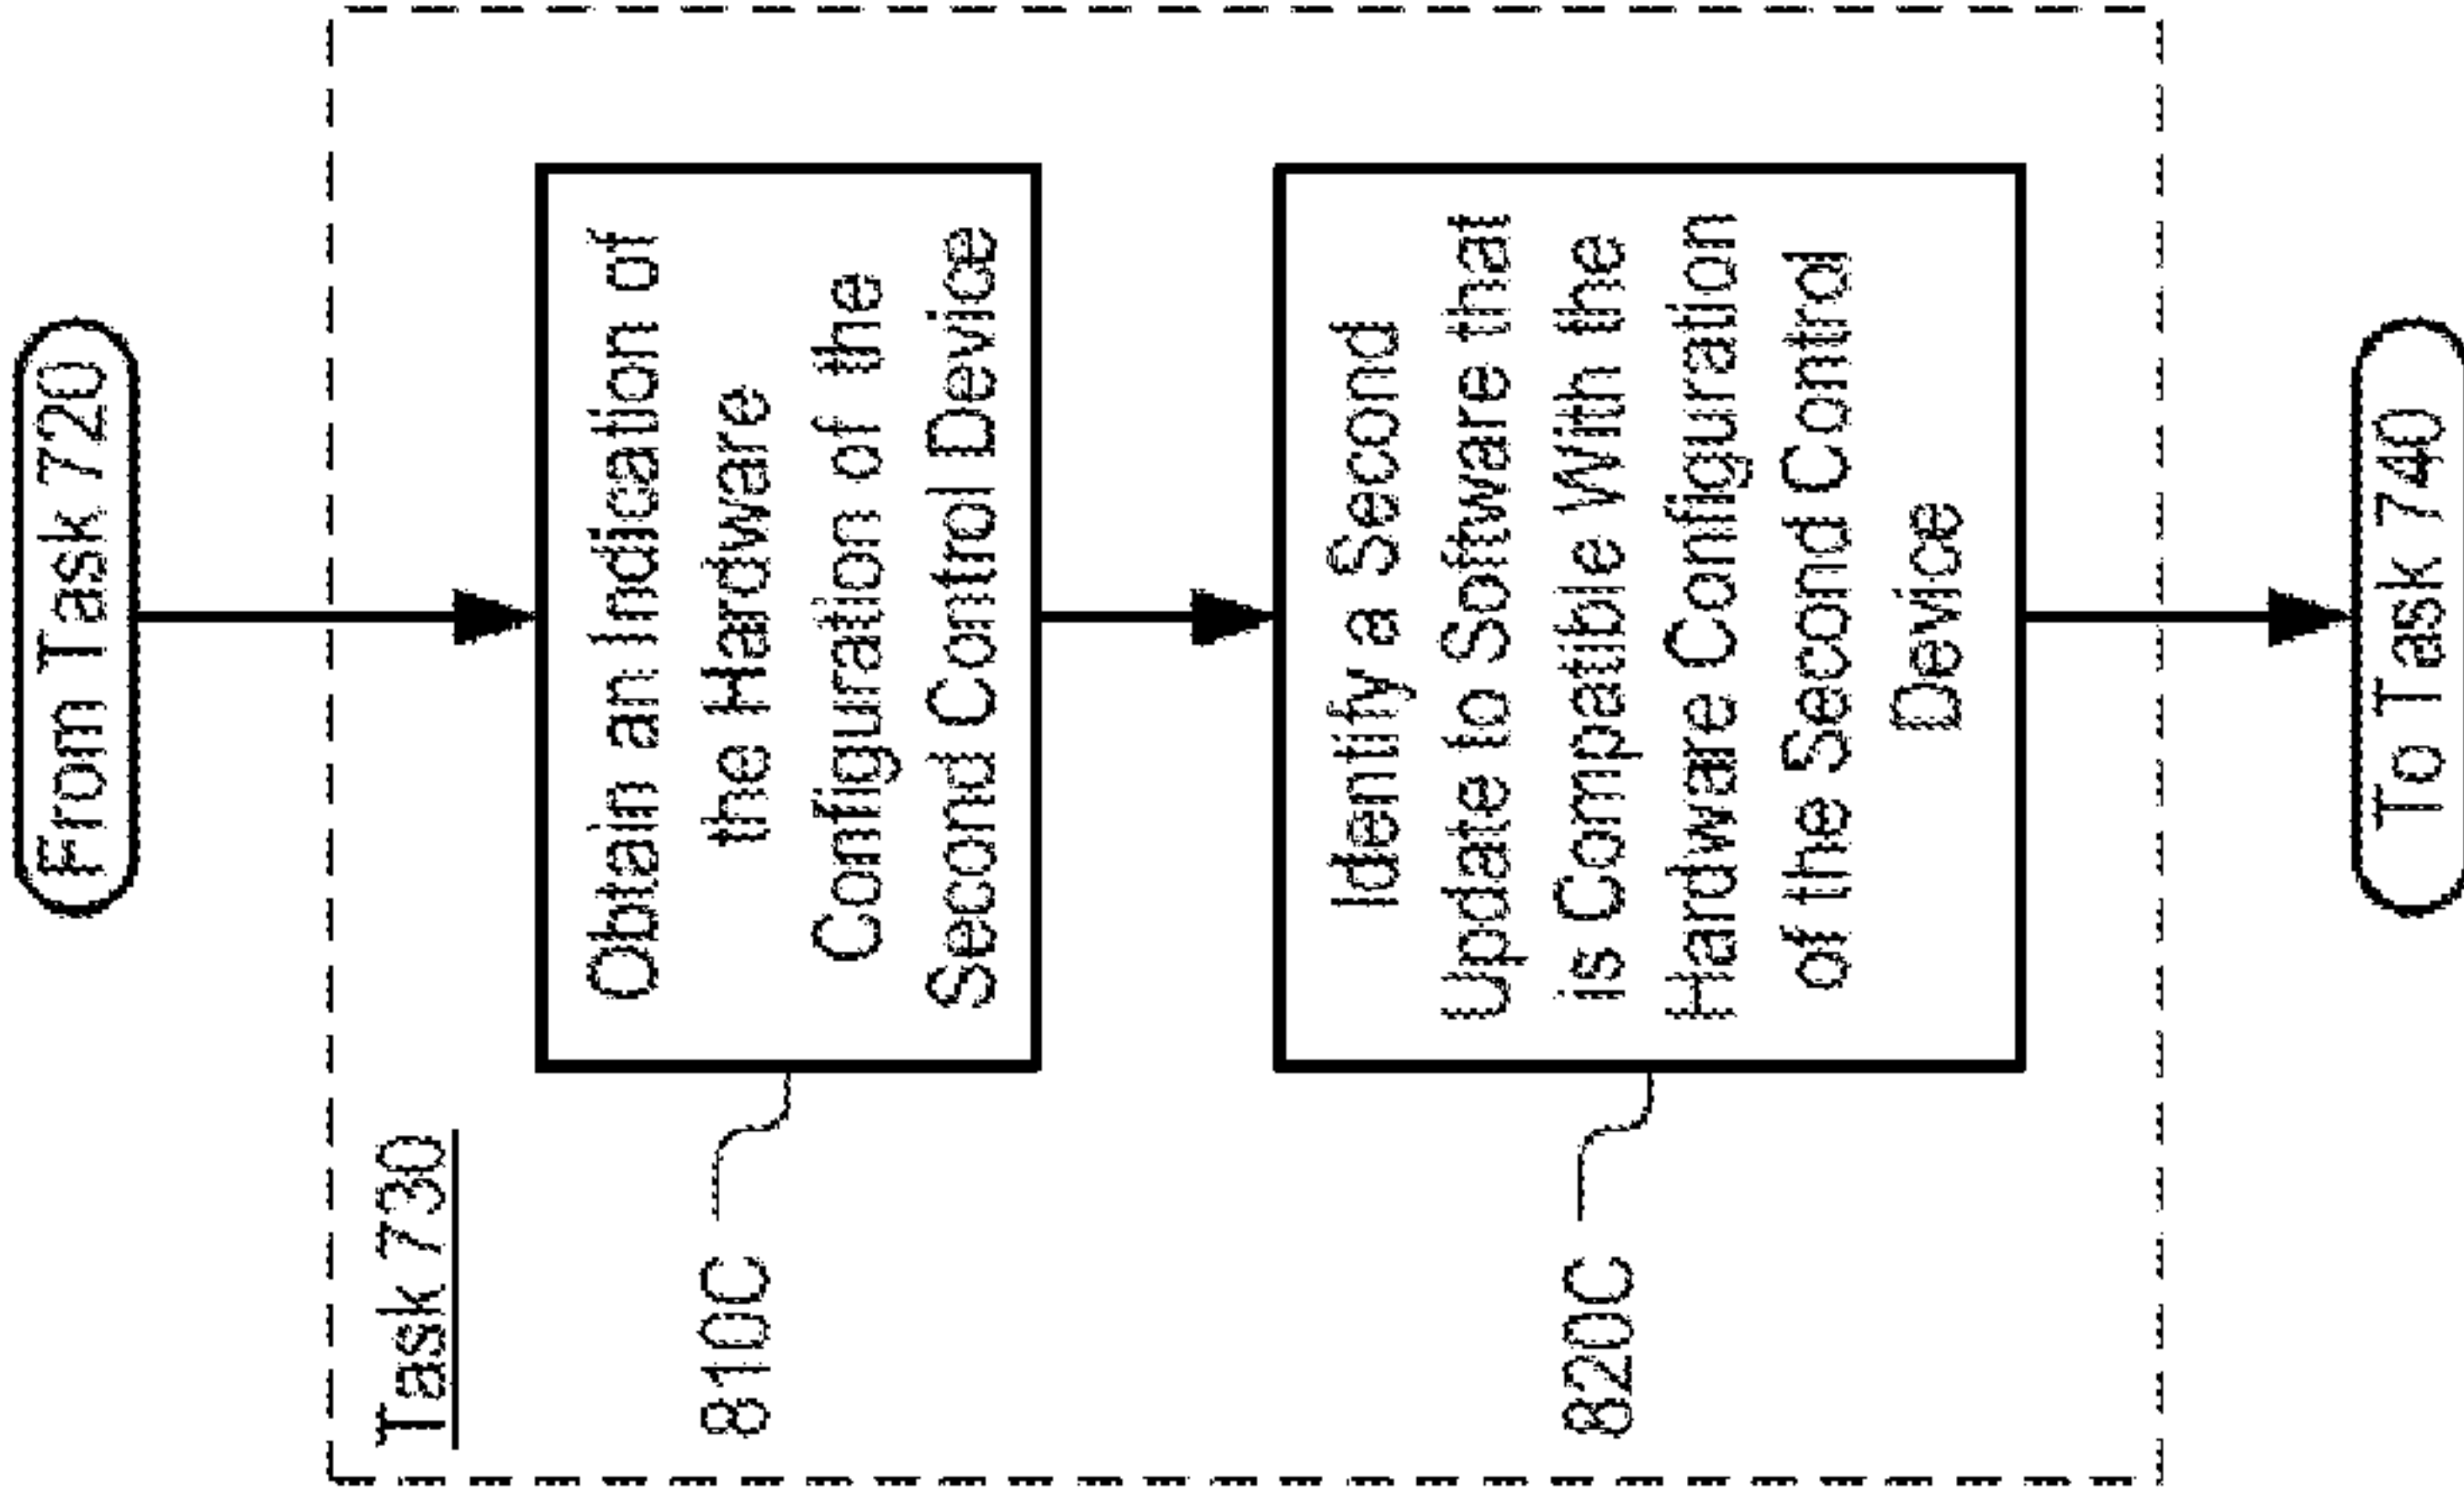 From Task 720
Task 730
810C
Obtain an Indication of
the Hardware
Configuration of the
Second Control Device
820C
Identify a Second
Update to Software that
is Compatible With the
Hardware Configuration
of the Second Control
Device
To Task 740